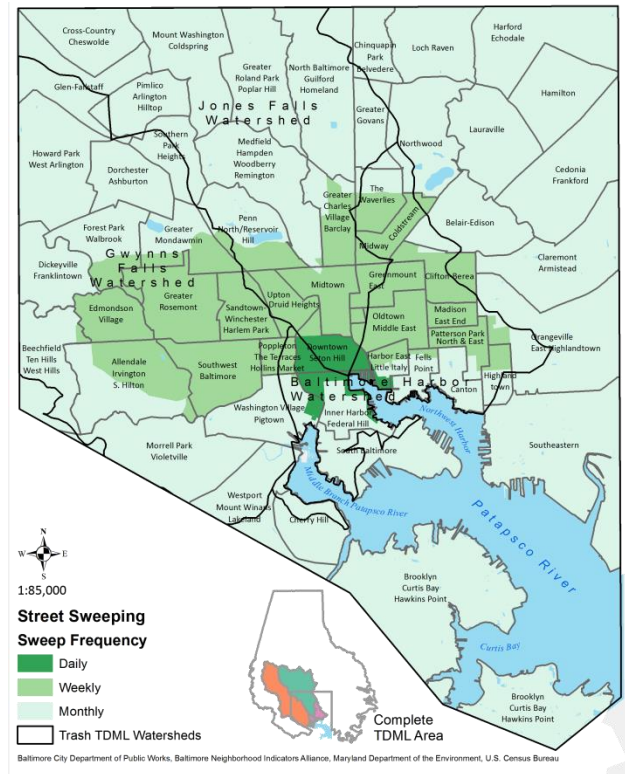 Cross-Country
Cheswolde
Mount Washington
Coldspring
Greater
Roland Park
Poplar Hill
North Baltimore
Guilford
Homeland
Chinquapin
Park
Belvedere
Loch Raven
Harford
Echodale
Glen-Fallstaff
Pimlico
Arlington
Hilltop
Jones Falls
Watershed
Greater
Govans
Hamilton
Lauraville
Northwood
Southern
Park
Heights
Medfield
Hampden
Woodberry
Remington
Howard Park
West Arlington
Dorchester
Ashburton
Cedonia
Frankford
The
Waverlies
Greater
Charles
Village
Barclay
Coldstream
Belair-Edison
Penn
North/Reservoir
Hill
Forest Park
Walbrook
Greater
Mondawmin
Midway
Dickeyville
Franklintown
Gwynns
Falls
Watershed
Claremont
Armistead
Midtown
Greenmount
East
Clifton-Berea
Edmondson
Village
Greater
Rosemont
Sandtown-
Winchester
Harlem Park
Upton
Druid Heights
Oldtown
Middle East
Madison
East End
Patterson Park
North & East
Orangeville
East Highlandtown
Beechfield
Ten Hills
West Hills
Allendale
Irvington
S. Hilton
Southwest
Baltimore
Poppleton
The Terraces
Hollins Market
Downtown
Seton Hill
Harbor East
Little Italy
Fells
Point
Canton
Highland
town
Baltimore Harbor
Watershed
Washington Village
Pigtown
Inner Harbor
Federal Hill
Northwest Harbor
Southeastern
Morrell Park
Violetville
South Baltimore
Middle Branch Patapsco River
Patapsco River
Westport
Mount Winans
Lakeland
Cherry Hill
Brooklyn
Curtis Bay
Hawkins Point
Curtis Bay
Brooklyn
Curtis Bay
Hawkins Point
N
W E
S
1:85,000
Street Sweeping
Sweep Frequency
Daily
Weekly
Monthly
Trash TDML Watersheds
Complete
TDML Area
Baltimore City Department of Public Works, Baltimore Neighborhood Indicators Alliance, Maryland Department of the Environment, U.S. Census Bureau